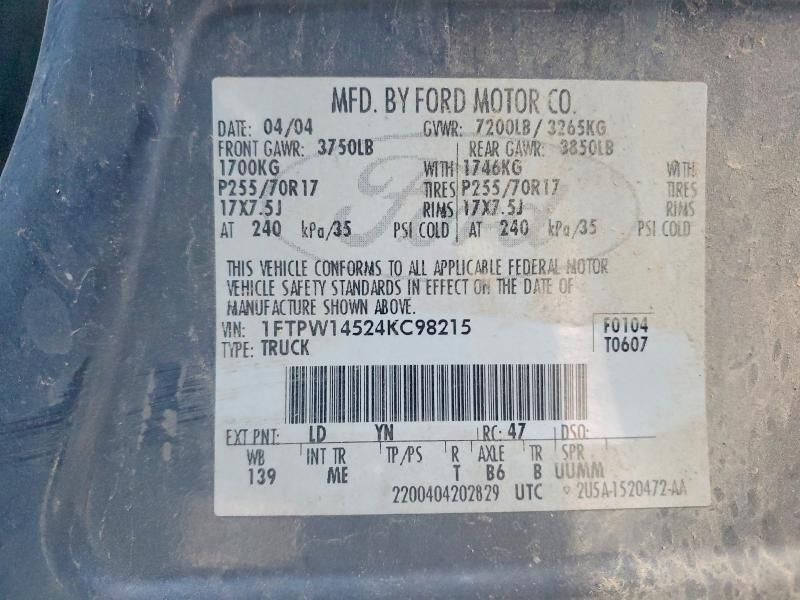 MFD. BY FORD MOTOR CO.
DATE: 04/04 GVWR: 7200LB/ 3265KG
FRONT GAWR: 3750LB REAR GAWR: 3850LB
1700KG WITH 1746KG WITH
P255/70R17 TIRES P255/70R17 TIRES
17X7.5J RIMS 17X7.5J RIMS
AT 240 kPa/35 PSI COLD AT 240 kPa/35 PSI COLD
Ford
THIS VEHICLE CONFORMS TO ALL APPLICABLE FEDERAL MOTOR
VEHICLE SAFETY STANDARDS IN EFFECT ON THE DATE OF
MANUFACTURE SHOWN ABOVE.
VIN: 1FTPW14524KC98215 F0104
TYPE: TRUCK T0607
EXT PNT: LD YN RC: 47 DSO:
WB INT TR TP/PS R AXLE TR SPR
139 ME T B6 B UUMM
2200404202829 UTC 2U5A-1520472-AA